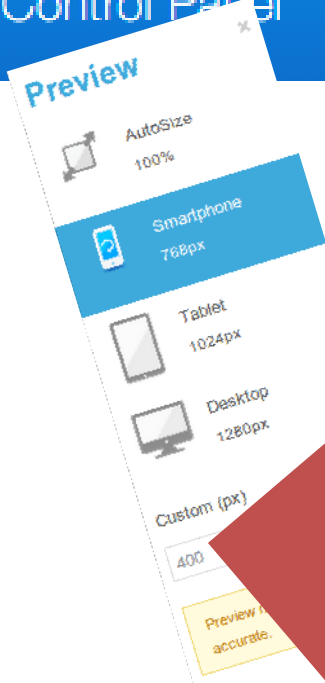 Control Panel
Preview
AutoSize
100%
Smartphone
768px
Tablet
1024px
Desktop
1280px
Custom (px)
400
Preview
accurate.